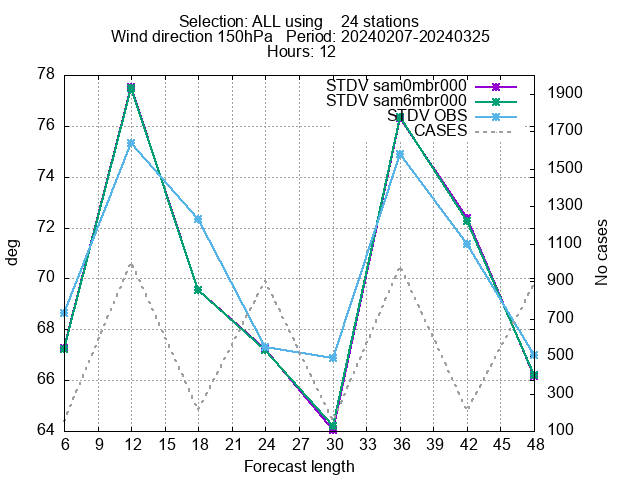 Selection: ALL using    24 stations
Wind direction 150hPa   Period: 20240207-20240325
Hours: 12
STDV sam0mbr000
STDV sam6mbr000
STDV OBS
CASES
78
76
74
72
70
68
66
64
deg
1900
1700
1500
1300
1100
900
700
500
300
100
No cases
6 9 12 15 18 21 24 27 30 33 36 39 42 45 48
Forecast length